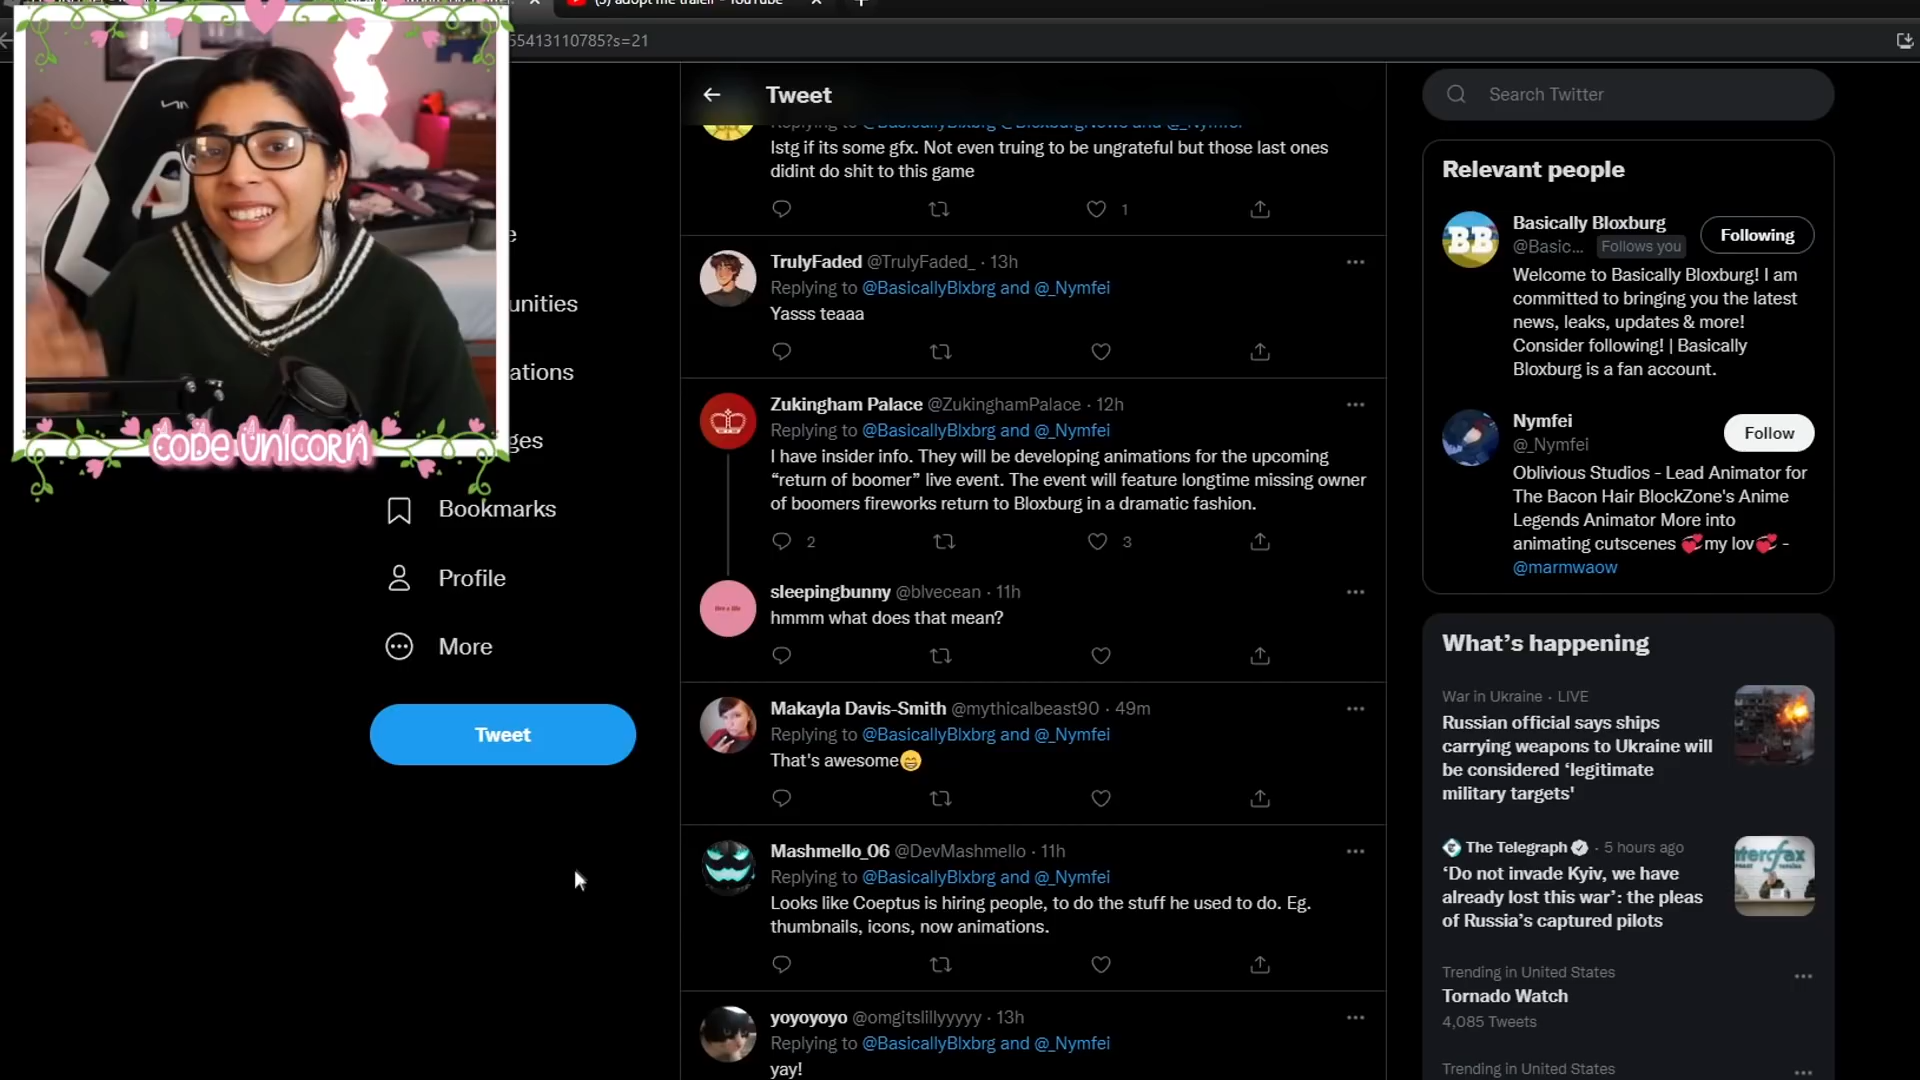 (3) adopt me trailer - YouTube
55413110785?s=21
CODE UNICORN
e
unities
ations
ges
Bookmarks
Profile
More
Tweet
Tweet
Replying to @BasicallyBlxbrg @BloxburgNews and @_Nymfei
Istg if its some gfx. Not even truing to be ungrateful but those last ones
didint do shit to this game
1
TrulyFaded @TrulyFaded_ · 13h
Replying to @BasicallyBlxbrg and @_Nymfei
Yasss teaaa
Zukingham Palace @ZukinghamPalace · 12h
Replying to @BasicallyBlxbrg and @_Nymfei
I have insider info. They will be developing animations for the upcoming
“return of boomer” live event. The event will feature longtime missing owner
of boomers fireworks return to Bloxburg in a dramatic fashion.
2 3
sleepingbunny @blvecean · 11h
hmmm what does that mean?
Makayla Davis-Smith @mythicalbeast90 · 49m
Replying to @BasicallyBlxbrg and @_Nymfei
That's awesome😁
Mashmello_06 @DevMashmello · 11h
Replying to @BasicallyBlxbrg and @_Nymfei
Looks like Coeptus is hiring people, to do the stuff he used to do. Eg.
thumbnails, icons, now animations.
yoyoyoyo @omgitslillyyyyy · 13h
Replying to @BasicallyBlxbrg and @_Nymfei
yay!
Search Twitter
Relevant people
BB
Basically Bloxburg
@Basic... Follows you
Following
Welcome to Basically Bloxburg! I am
committed to bringing you the latest
news, leaks, updates & more!
Consider following! | Basically
Bloxburg is a fan account.
Nymfei
@_Nymfei
Follow
Oblivious Studios - Lead Animator for
The Bacon Hair BlockZone's Anime
Legends Animator More into
animating cutscenes 💞my lov💞 -
@marmwaow
What’s happening
War in Ukraine · LIVE
Russian official says ships
carrying weapons to Ukraine will
be considered ‘legitimate
military targets'
The Telegraph · 5 hours ago
‘Do not invade Kyiv, we have
already lost this war’: the pleas
of Russia’s captured pilots
Trending in United States
Tornado Watch
4,085 Tweets
Trending in United States